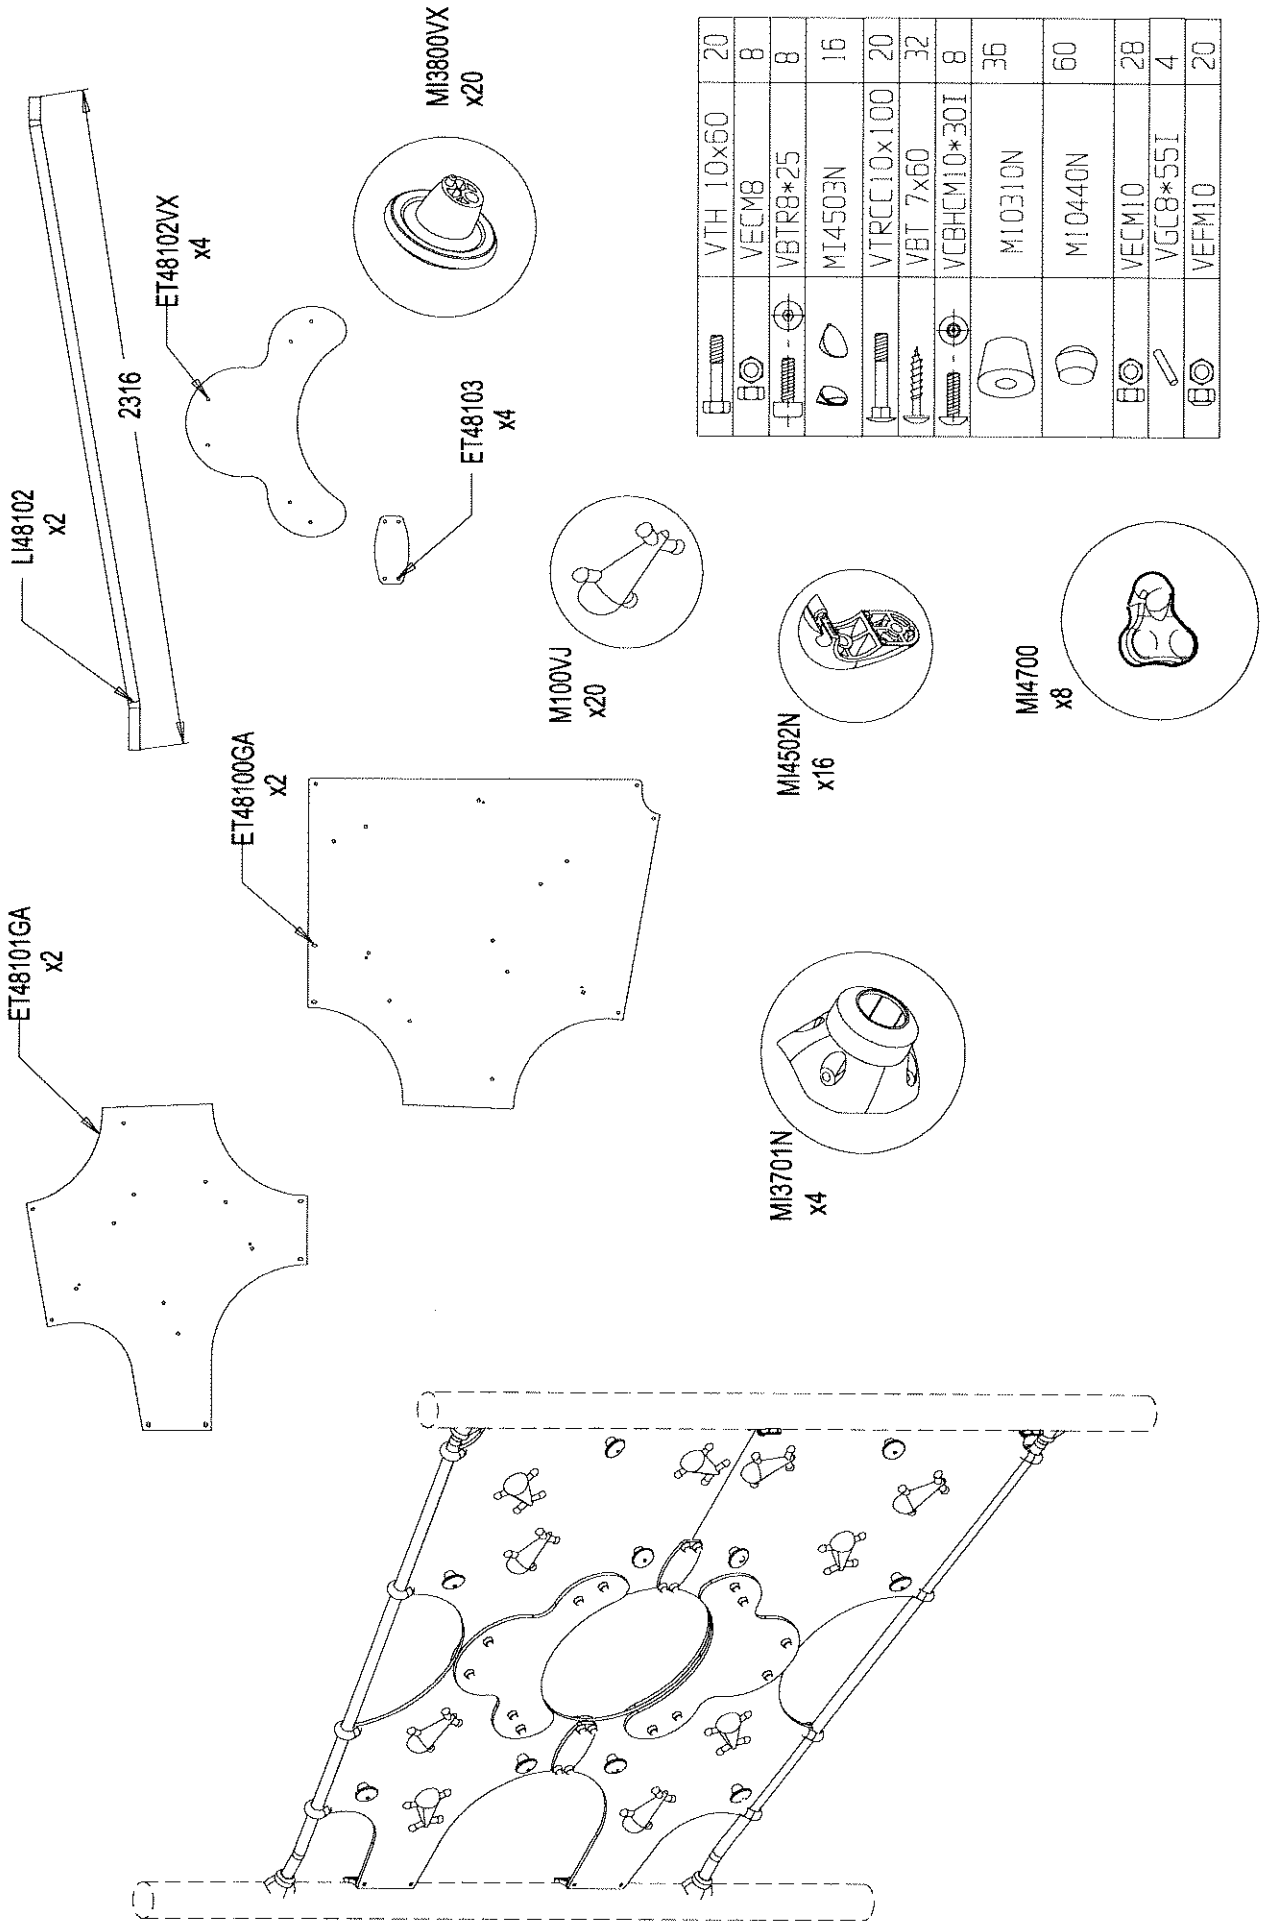 ET48101GA
x2
ET48100GA
x2
LI48102
x2
2316
ET48102VX
x4
ET48103
x4
MI3800VX
x20
M100VJ
x20
MI3701N
x4
MI4502N
x16
MI4700
x8
VTH 10x60 20
VECM8 8
VBTR8*25 8
MI4503N 16
VTRCC10x100 20
VBT 7x60 32
VCBHCM10*30I 8
MI0310N 36
MI0440N 60
VECM10 28
VGC8*55I 4
VEFM10 20